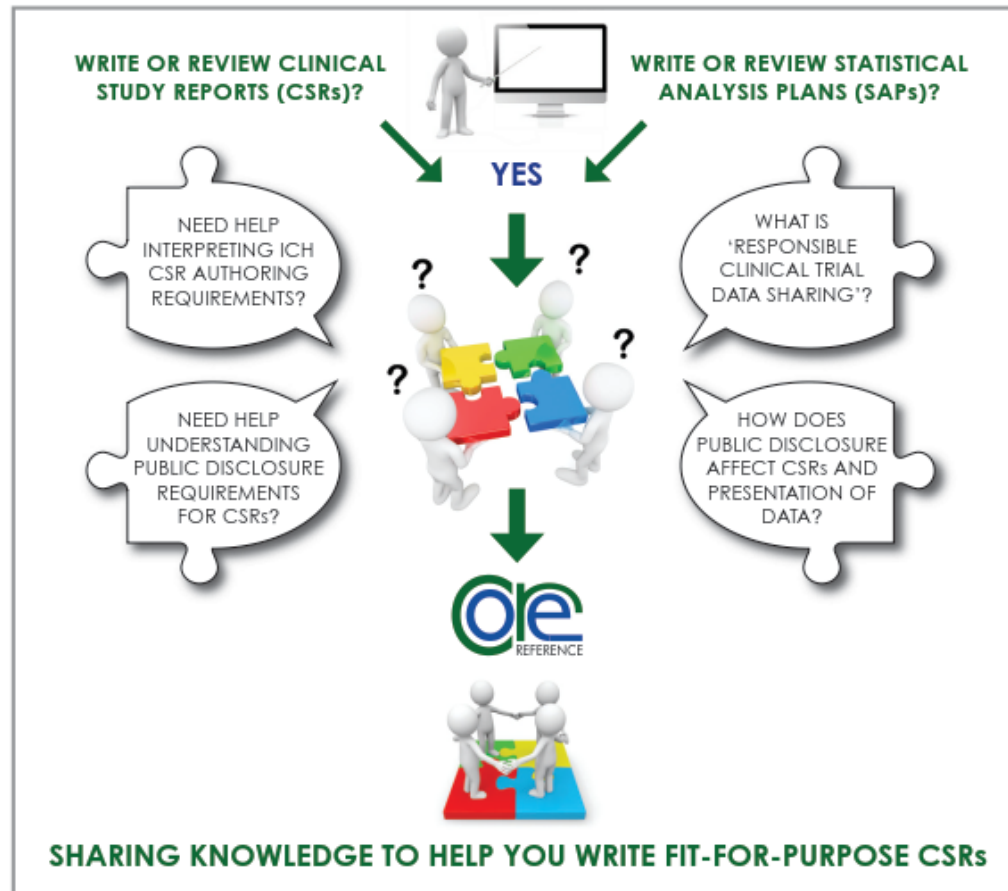 WRITE OR REVIEW CLINICAL
STUDY REPORTS (CSRs)?
WRITE OR REVIEW STATISTICAL
ANALYSIS PLANS (SAPs)?
YES
NEED HELP
INTERPRETING ICH
CSR AUTHORING
REQUIREMENTS?
WHAT IS
‘RESPONSIBLE
CLINICAL TRIAL
DATA SHARING’?
?
?
?
?
NEED HELP
UNDERSTANDING
PUBLIC DISCLOSURE
REQUIREMENTS
FOR CSRs?
HOW DOES
PUBLIC DISCLOSURE
AFFECT CSRs AND
PRESENTATION OF
DATA?
Core
REFERENCE
SHARING KNOWLEDGE TO HELP YOU WRITE FIT-FOR-PURPOSE CSRs